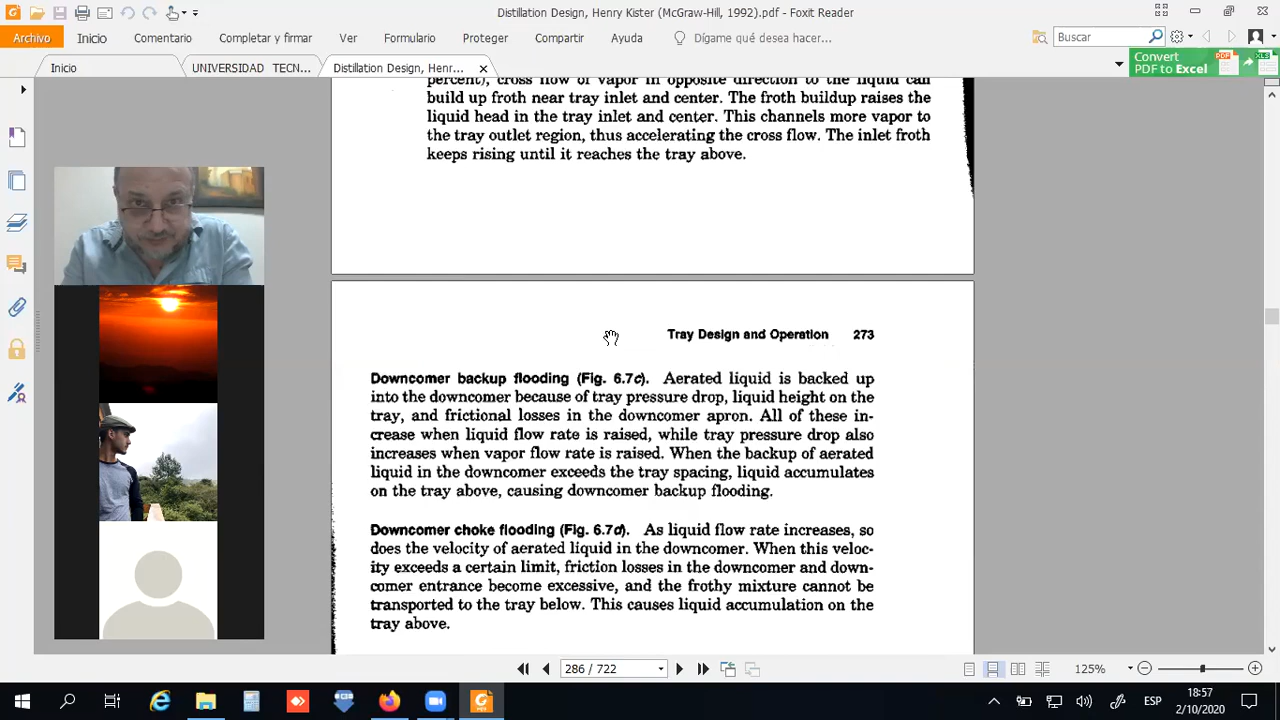 Distillation Design, Henry Kister (McGraw-Hill, 1992).pdf - Foxit Reader
Archivo Inicio Comentario Completar y firmar Ver Formulario Proteger Compartir Ayuda Dígame qué desea hacer... Buscar
Inicio UNIVERSIDAD TECN... Distillation Design, Henr...
Convert
PDF to Excel
percent), cross flow of vapor in opposite direction to the liquid can
build up froth near tray inlet and center. The froth buildup raises the
liquid head in the tray inlet and center. This channels more vapor to
the tray outlet region, thus accelerating the cross flow. The inlet froth
keeps rising until it reaches the tray above.
Tray Design and Operation 273
Downcomer backup flooding (Fig. 6.7c). Aerated liquid is backed up
into the downcomer because of tray pressure drop, liquid height on the
tray, and frictional losses in the downcomer apron. All of these in-
crease when liquid flow rate is raised, while tray pressure drop also
increases when vapor flow rate is raised. When the backup of aerated
liquid in the downcomer exceeds the tray spacing, liquid accumulates
on the tray above, causing downcomer backup flooding.
Downcomer choke flooding (Fig. 6.7d). As liquid flow rate increases, so
does the velocity of aerated liquid in the downcomer. When this veloc-
ity exceeds a certain limit, friction losses in the downcomer and down-
comer entrance become excessive, and the frothy mixture cannot be
transported to the tray below. This causes liquid accumulation on the
tray above.
286 / 722
125%
ESP
18:57
2/10/2020